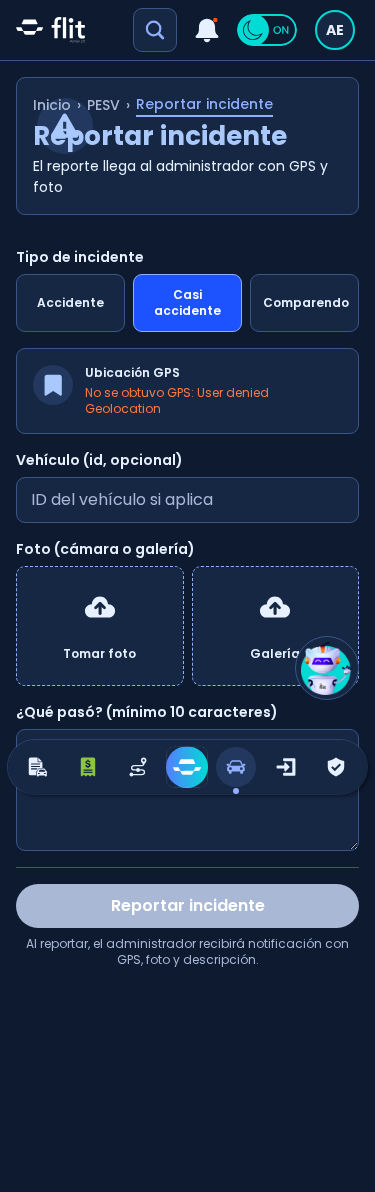 flit
ON
AE
Inicio › PESV › Reportar incidente
Reportar incidente
El reporte llega al administrador con GPS y
foto
Tipo de incidente
Accidente
Casi
accidente
Comparendo
Ubicación GPS
No se obtuvo GPS: User denied
Geolocation
Vehículo (id, opcional)
ID del vehículo si aplica
Foto (cámara o galería)
Tomar foto
Galería
¿Qué pasó? (mínimo 10 caracteres)
Reportar incidente
Al reportar, el administrador recibirá notificación con
GPS, foto y descripción.